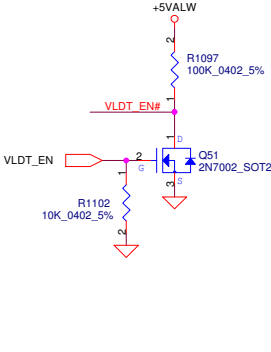 +5VALW
2
R1097
100K_0402_5%
1
VLDT_EN#
1
D
Q51
2N7002_SOT2
VLDT_EN
2
G
3
S
1
R1102
10K_0402_5%
2